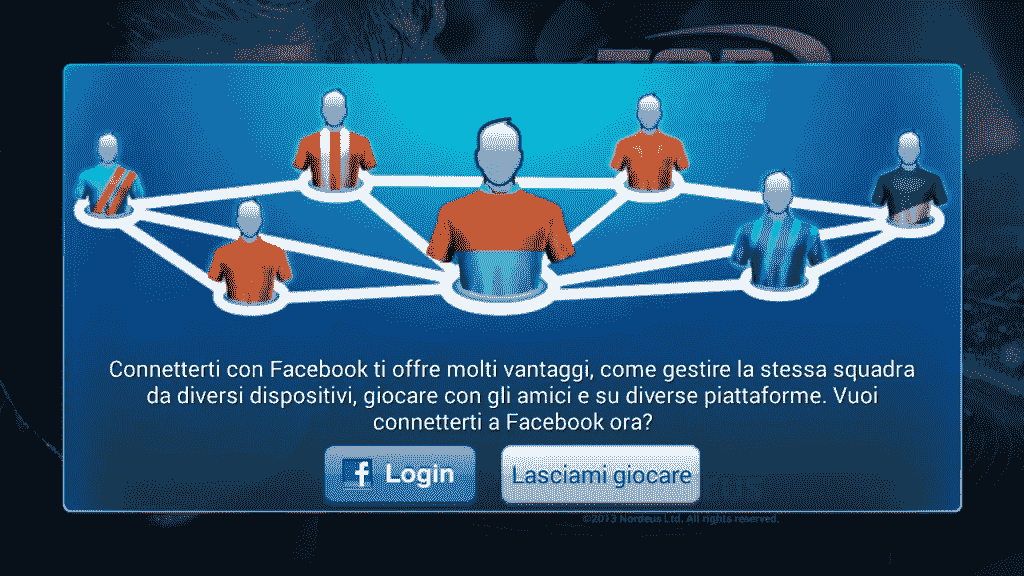 TOP
Connetterti con Facebook ti offre molti vantaggi, come gestire la stessa squadra
da diversi dispositivi, giocare con gli amici e su diverse piattaforme. Vuoi
connetterti a Facebook ora?
f Login
Lasciami giocare
©2013 Nordeus Ltd. All rights reserved.